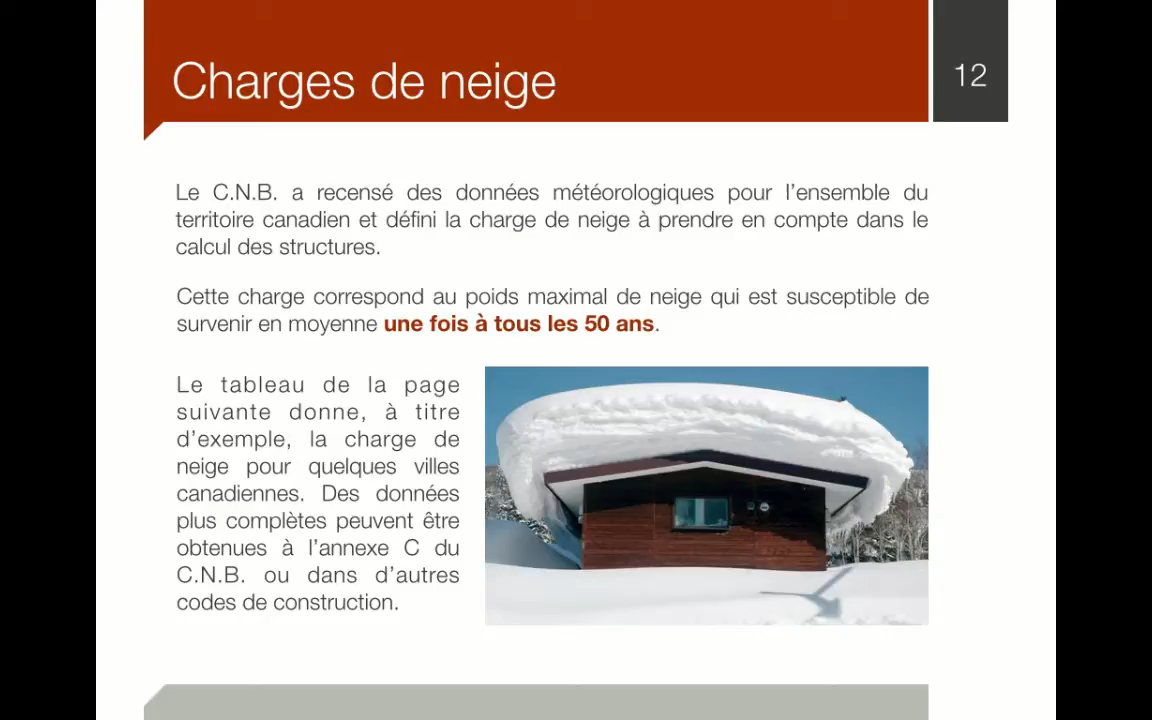 Charges de neige
12
Le C.N.B. a recensé des données météorologiques pour l’ensemble du
territoire canadien et défini la charge de neige à prendre en compte dans le
calcul des structures.
Cette charge correspond au poids maximal de neige qui est susceptible de
survenir en moyenne une fois à tous les 50 ans.
Le tableau de la page
suivante donne, à titre
d’exemple, la charge de
neige pour quelques villes
canadiennes. Des données
plus complètes peuvent être
obtenues à l’annexe C du
C.N.B. ou dans d’autres
codes de construction.